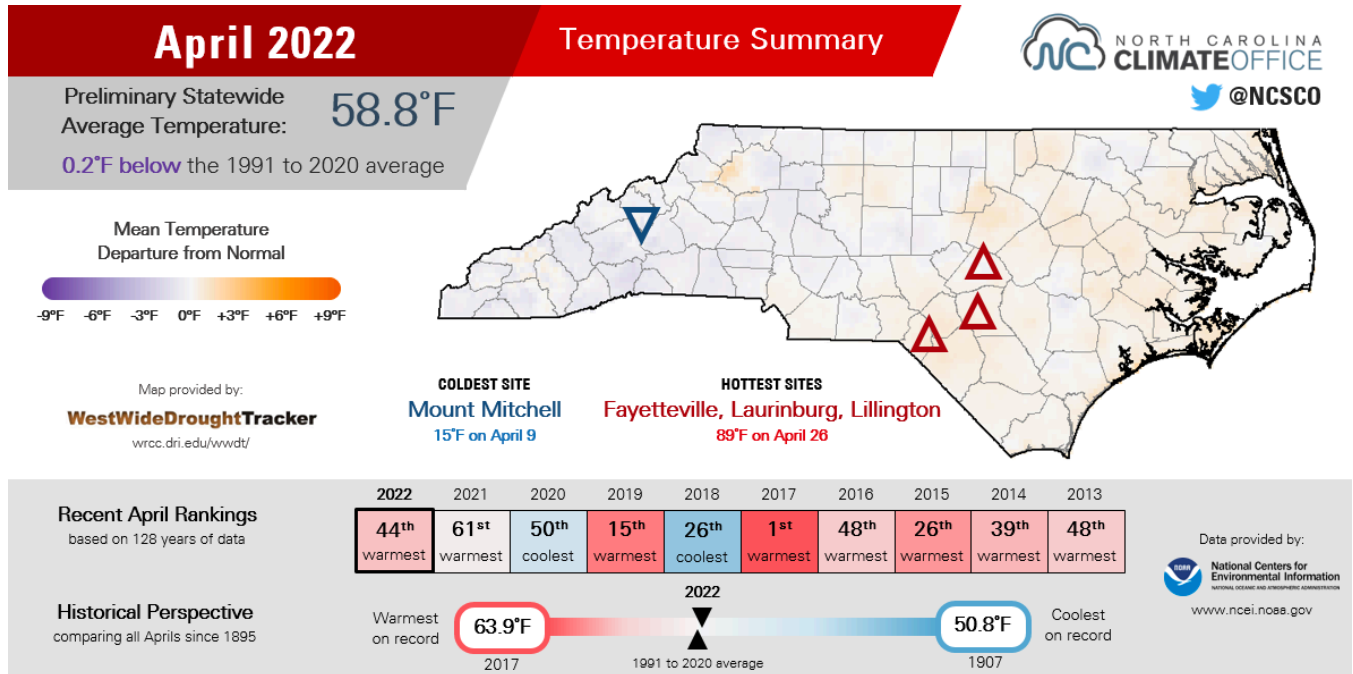 April 2022
Temperature Summary
NORTH CAROLINA
CLIMATEOFFICE
@NCSCO
Preliminary Statewide
Average Temperature:
58.8°F
0.2°F below the 1991 to 2020 average
Mean Temperature
Departure from Normal
-9°F -6°F -3°F 0°F +3°F +6°F +9°F
Map provided by:
WestWideDroughtTracker
wrcc.dri.edu/wwdt/
COLDEST SITE
Mount Mitchell
15°F on April 9
HOTTEST SITES
Fayetteville, Laurinburg, Lillington
89°F on April 26
Recent April Rankings
based on 128 years of data
2022 2021 2020 2019 2018 2017 2016 2015 2014 2013
44th 61st 50th 15th 26th 1st 48th 26th 39th 48th
warmest warmest coolest warmest coolest warmest warmest warmest warmest warmest
Historical Perspective
comparing all Aprils since 1895
Warmest
on record
63.9°F
2017
2022
1991 to 2020 average
50.8°F
1907
Coolest
on record
Data provided by:
NOAA
National Centers for
Environmental Information
NATIONAL OCEANIC AND ATMOSPHERIC ADMINISTRATION
www.ncei.noaa.gov